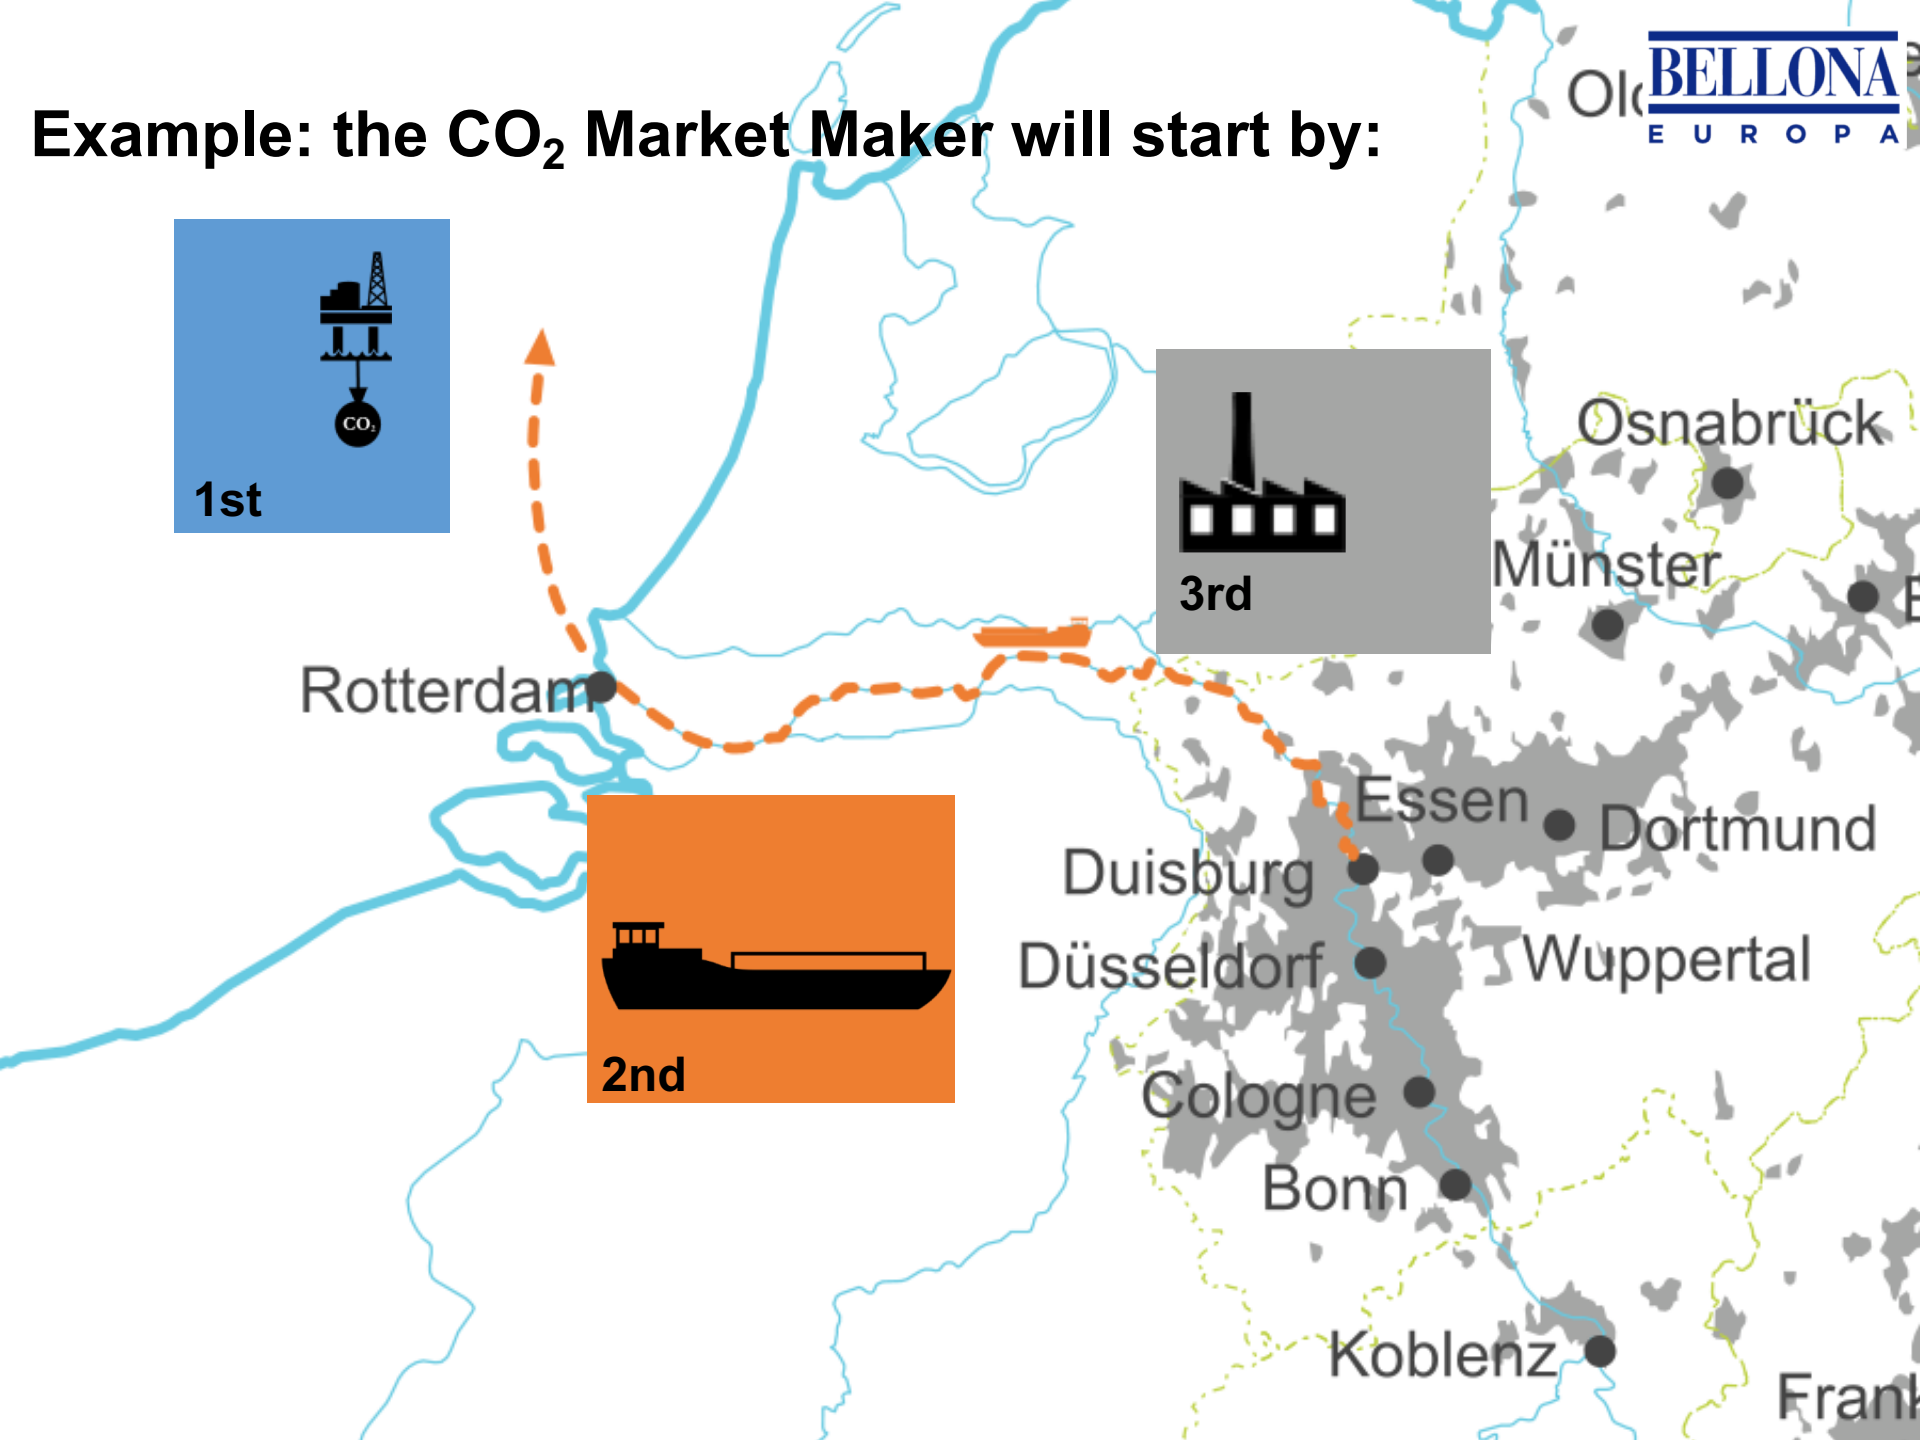 BELLONA
EUROPA
Example: the CO₂ Market Maker will start by:
CO₂
1st
Osnabrück
Münster
3rd
Rotterdam
Essen
Dortmund
Duisburg
Düsseldorf
Wuppertal
2nd
Cologne
Bonn
Koblenz